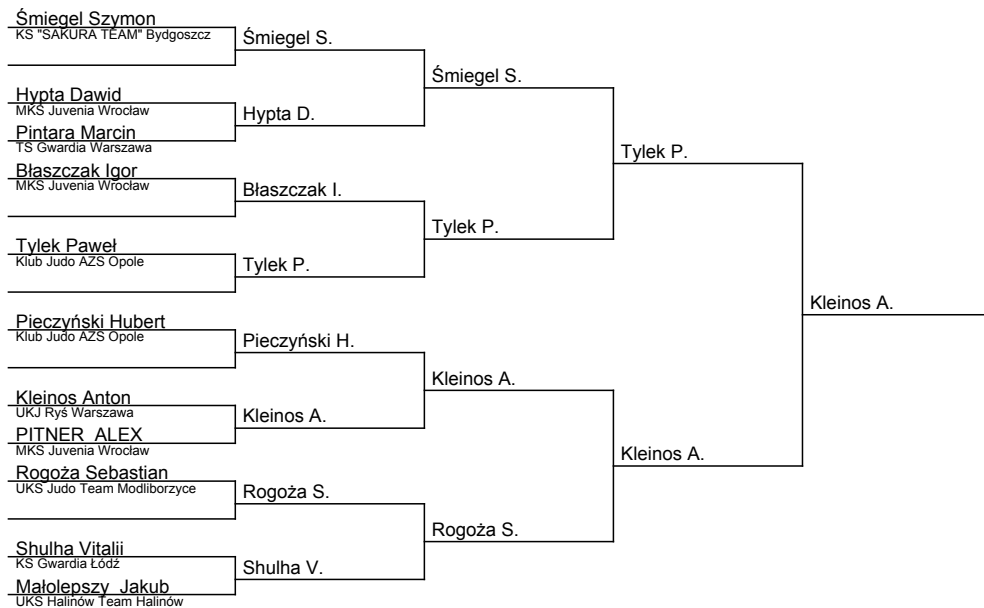 Śmiegel Szymon
KS "SAKURA TEAM" Bydgoszcz
Hypta Dawid
MKS Juvenia Wrocław
Pintara Marcin
TS Gwardia Warszawa
Błaszczak Igor
MKS Juvenia Wrocław
Tylek Paweł
Klub Judo AZS Opole
Pieczyński Hubert
Klub Judo AZS Opole
Kleinos Anton
UKJ Ryś Warszawa
PITNER ALEX
MKS Juvenia Wrocław
Rogoża Sebastian
UKS Judo Team Modliborzyce
Shulha Vitalii
KS Gwardia Łódź
Małolepszy Jakub
UKS Halinów Team Halinów
Śmiegel S.
Hypta D.
Błaszczak I.
Tylek P.
Pieczyński H.
Kleinos A.
Rogoża S.
Shulha V.
Śmiegel S.
Tylek P.
Kleinos A.
Rogoża S.
Tylek P.
Kleinos A.
Kleinos A.